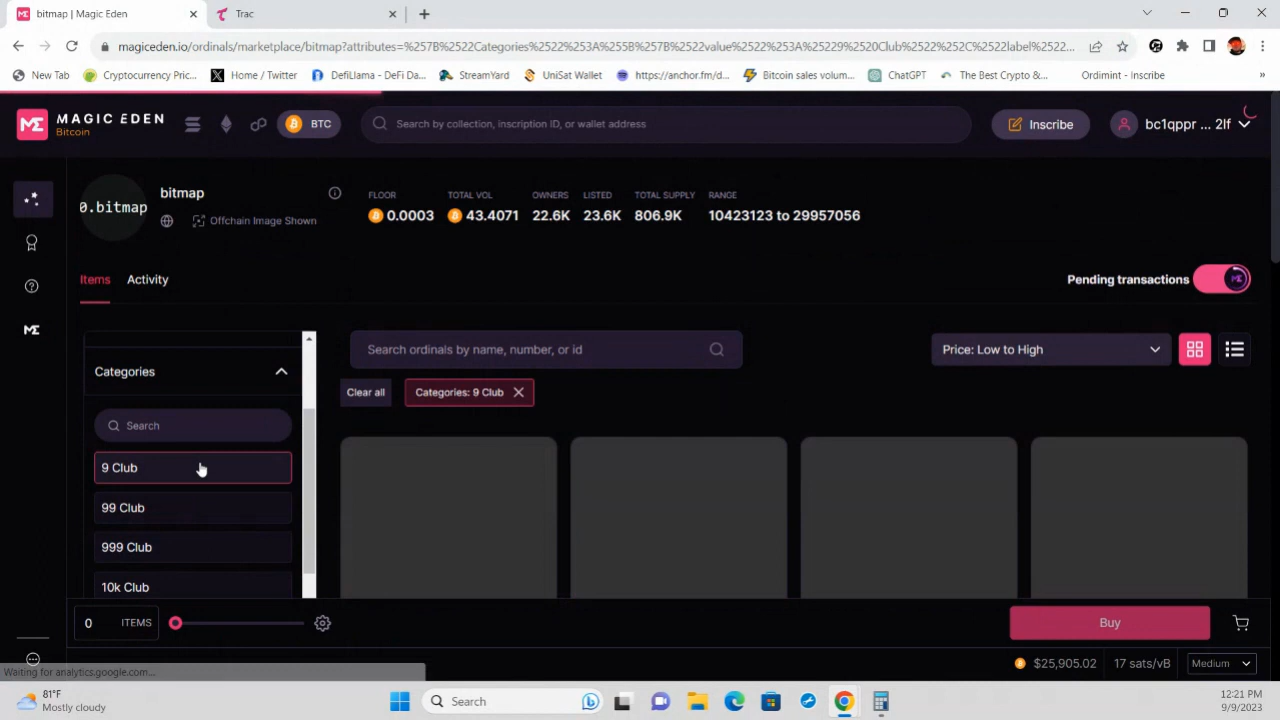 bitmap | Magic Eden
Trac
magiceden.io/ordinals/marketplace/bitmap?attributes=%257B%2522Categories%2522%253A%255B%257B%2522value%2522%253A%25229%2520Club%2522%252C%2522label%2522...
New Tab
Cryptocurrency Pric...
Home / Twitter
DefiLlama - DeFi Da...
StreamYard
UniSat Wallet
https://anchor.fm/d...
Bitcoin sales volum...
ChatGPT
The Best Crypto &...
Ordimint - Inscribe
»
MAGIC EDEN
Bitcoin
BTC
Search by collection, inscription ID, or wallet address
Inscribe
bc1qppr ... 2lf
0.bitmap
bitmap
Offchain Image Shown
FLOOR
0.0003
TOTAL VOL
43.4071
OWNERS
22.6K
LISTED
23.6K
TOTAL SUPPLY
806.9K
RANGE
10423123 to 29957056
Items
Activity
Pending transactions
Categories
Search
9 Club
99 Club
999 Club
10k Club
Search ordinals by name, number, or id
Price: Low to High
Clear all
Categories: 9 Club
0
ITEMS
Buy
Waiting for analytics.google.com...
$25,905.02
17 sats/vB
Medium
81°F
Mostly cloudy
Search
12:21 PM
9/9/2023